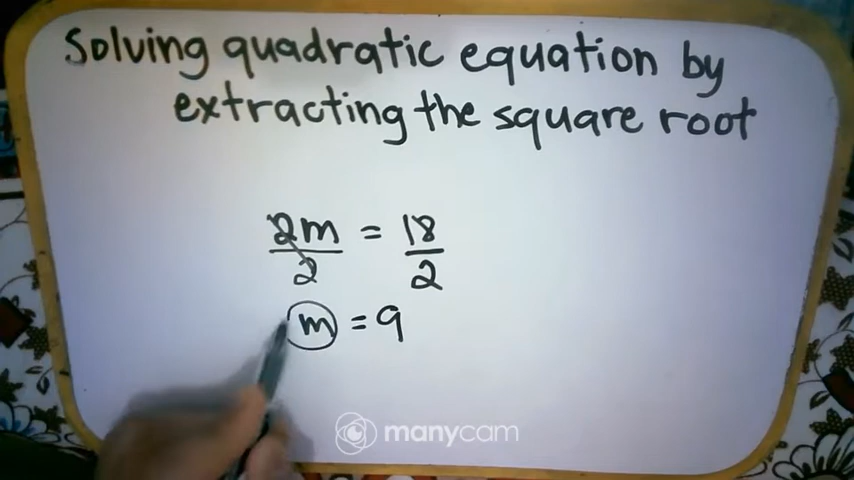 Solving quadratic equation by
extracting the square root
2m = 18
2 2
m = 9
manycam